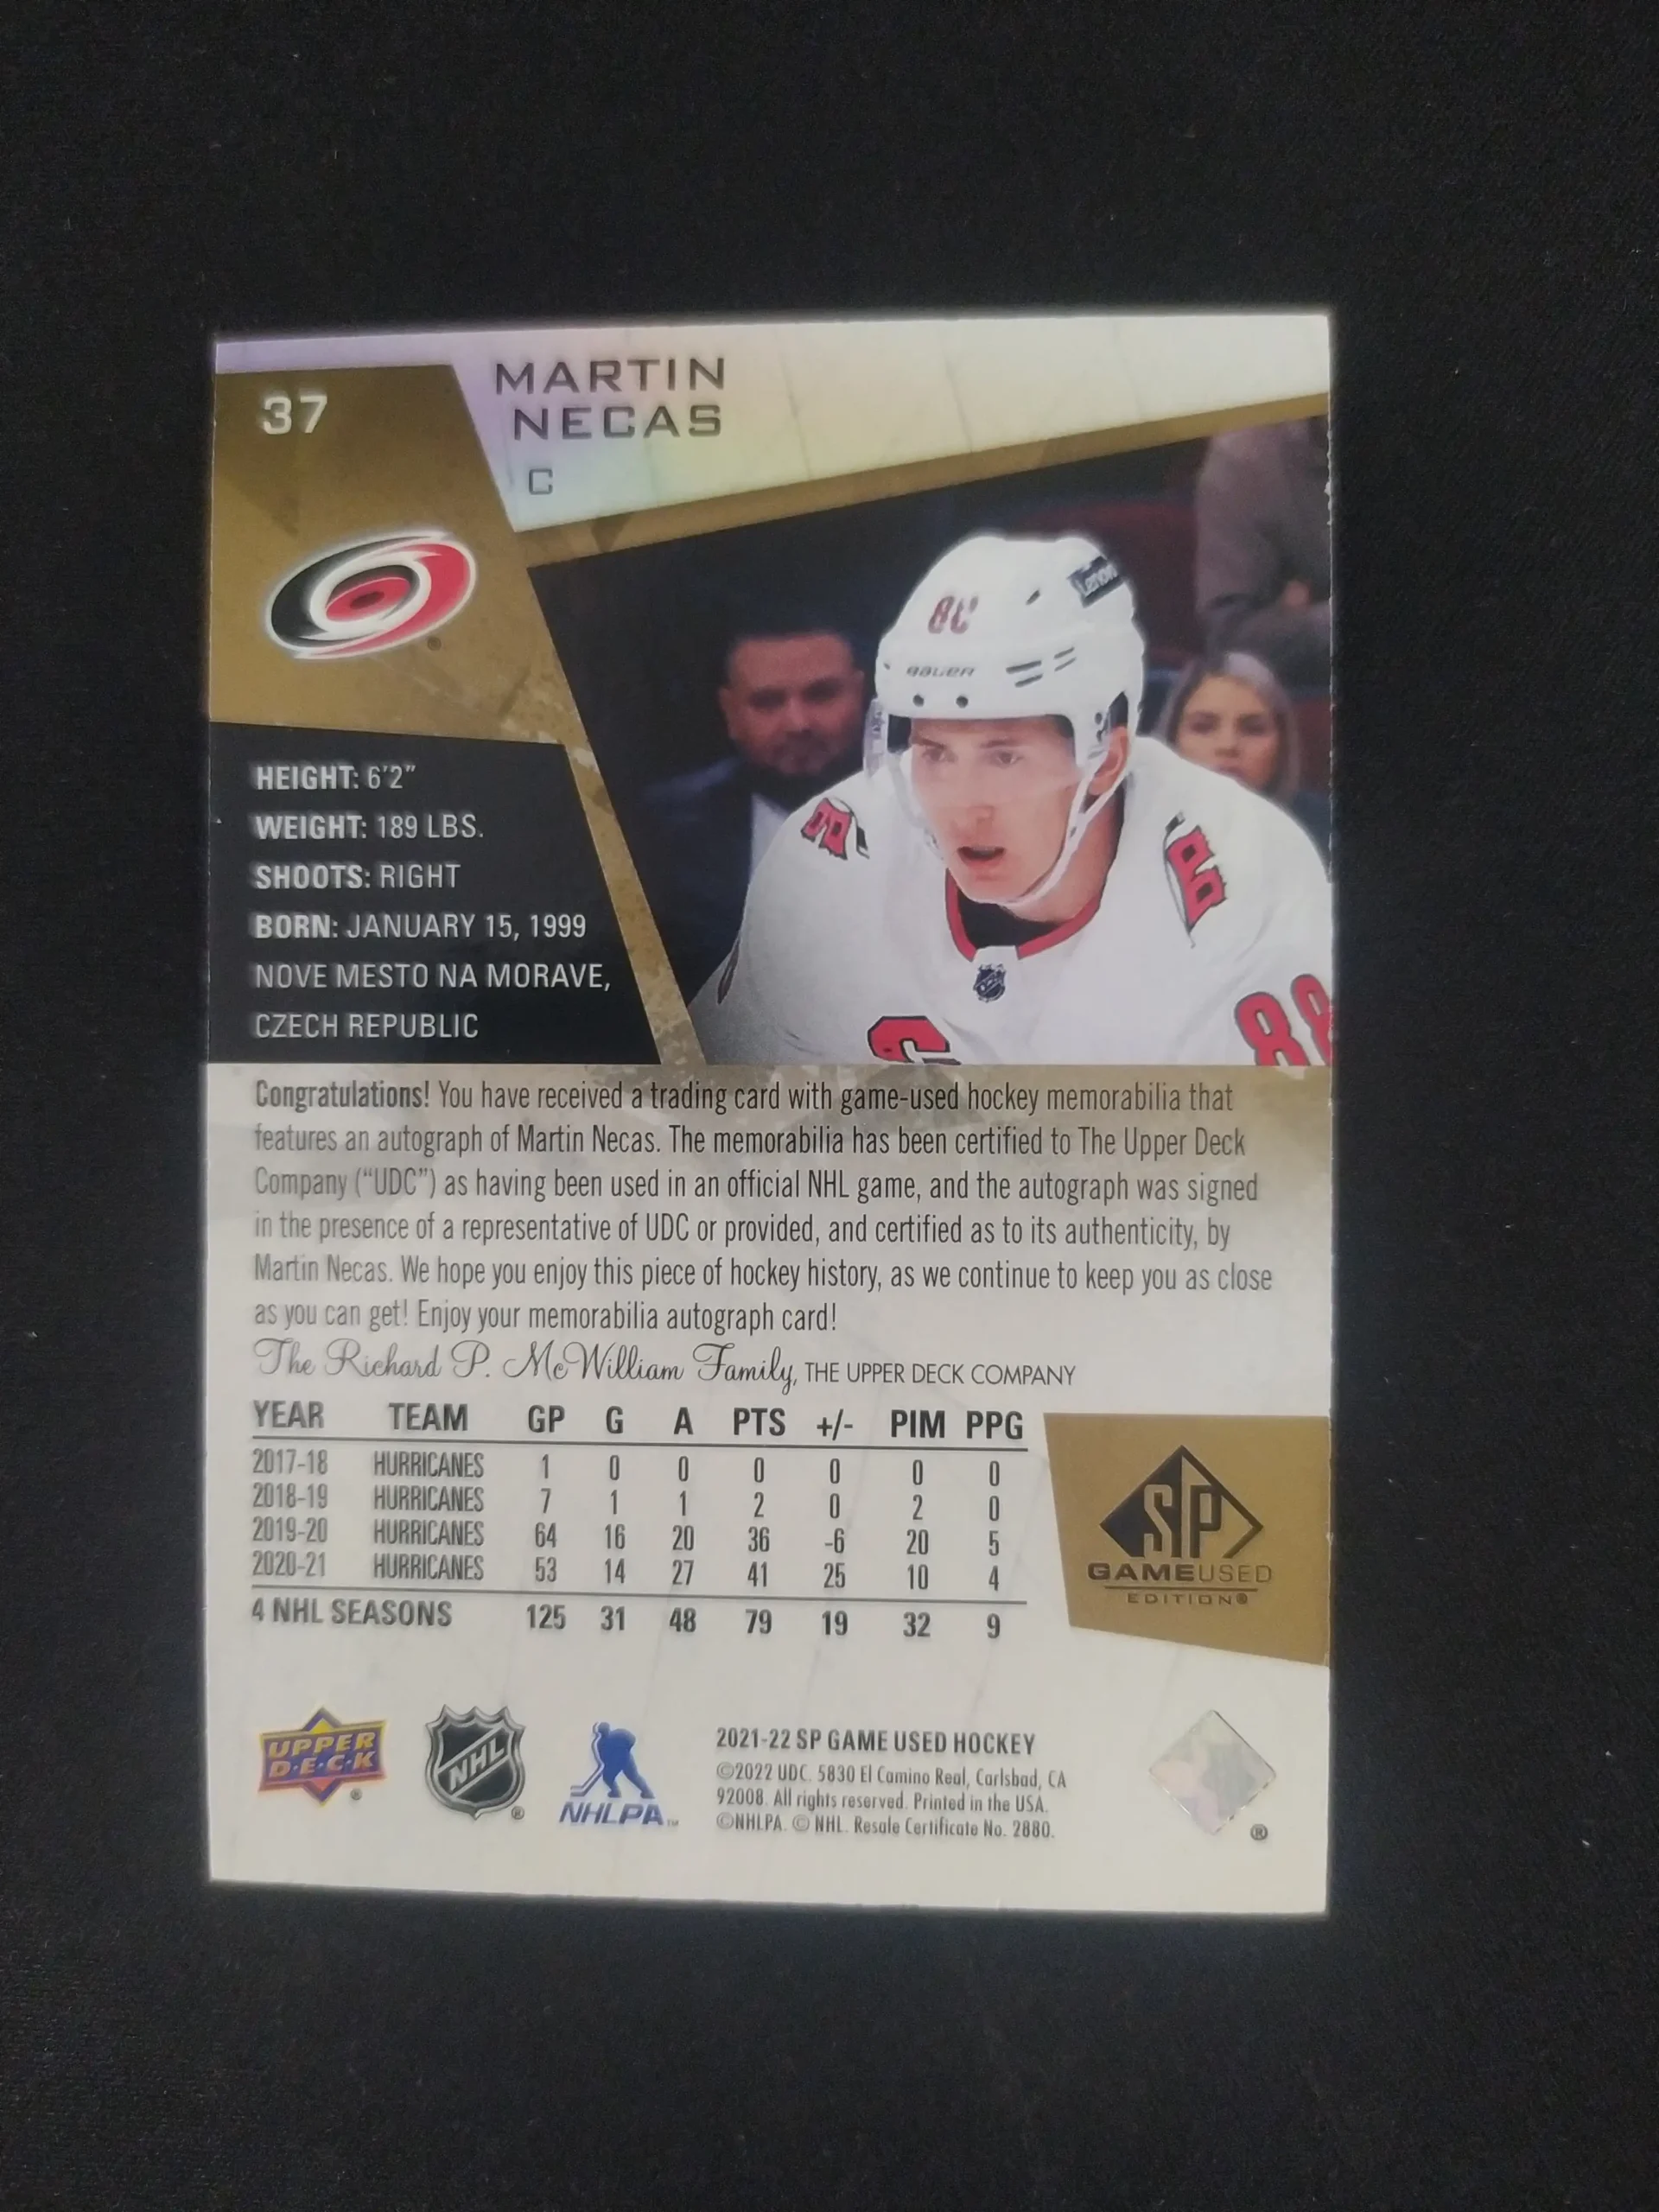 37
MARTIN
NECAS
C
Lenovo
88
BAUER
HEIGHT: 6'2"
WEIGHT: 189 LBS.
SHOOTS: RIGHT
BORN: JANUARY 15, 1999
NOVE MESTO NA MORAVE,
CZECH REPUBLIC
88
Congratulations! You have received a trading card with game-used hockey memorabilia that
features an autograph of Martin Necas. The memorabilia has been certified to The Upper Deck
Company ("UDC") as having been used in an official NHL game, and the autograph was signed
in the presence of a representative of UDC or provided, and certified as to its authenticity, by
Martin Necas. We hope you enjoy this piece of hockey history, as we continue to keep you as close
as you can get! Enjoy your memorabilia autograph card!
The Richard P. McWilliam Family, THE UPPER DECK COMPANY
YEAR TEAM GP G A PTS +/- PIM PPG
2017-18 HURRICANES 1 0 0 0 0 0 0
2018-19 HURRICANES 7 1 1 2 0 2 0
2019-20 HURRICANES 64 16 20 36 -6 20 5
2020-21 HURRICANES 53 14 27 41 25 10 4
4 NHL SEASONS 125 31 48 79 19 32 9
SP
GAMEUSED
EDITION®
UPPER
D·E·C·K
®
NHL
®
NHLPA™
2021-22 SP GAME USED HOCKEY
©2022 UDC. 5830 El Camino Real, Carlsbad, CA
92008. All rights reserved. Printed in the USA.
©NHLPA. © NHL. Resale Certificate No. 2880.
®